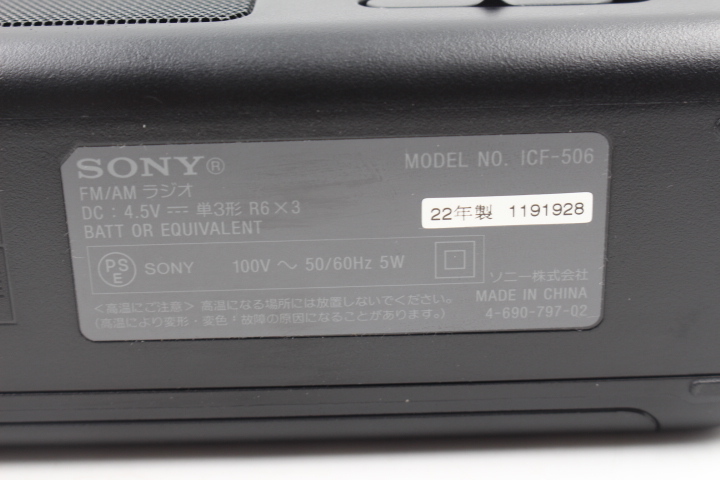 SONY®
MODEL NO. ICF-506
FM/AM ラジオ
DC : 4.5V ⎓ 単3形 R6×3
BATT OR EQUIVALENT
22年製 1191928
PSE SONY 100V ～ 50/60Hz 5W
ソニー株式会社
MADE IN CHINA
4-690-797-02
<高温にご注意> 高温になる場所には放置しないでください。
(高温により変形・変色・故障の原因になることがあります。)